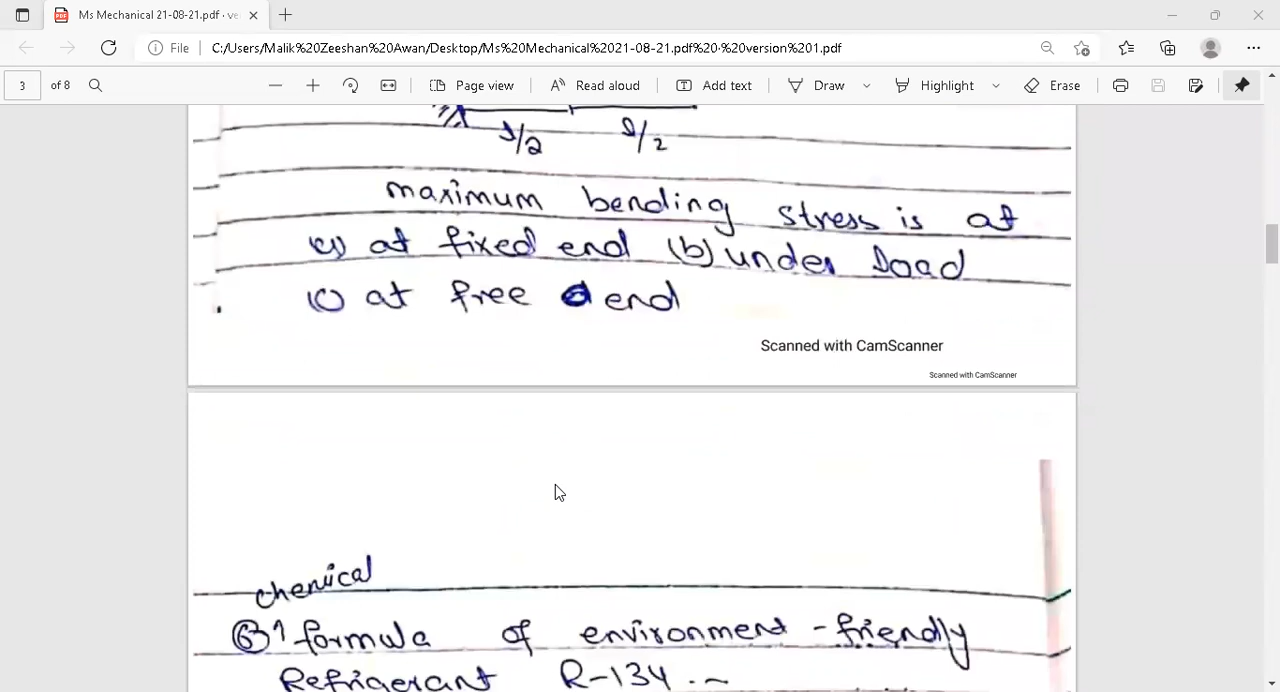 Ms Mechanical 21-08-21.pdf - ve
File C:/Users/Malik%20Zeeshan%20Awan/Desktop/Ms%20Mechanical%2021-08-21.pdf%20%20version%201.pdf
3 of 8 Page view Read aloud Add text Draw Highlight Erase
l/2 l/2
maximum bending stress is at
(a) at fixed end (b) under load
(c) at free end
Scanned with CamScanner
Scanned with CamScanner
chemical
formula of environment - friendly
Refrigerant R-134